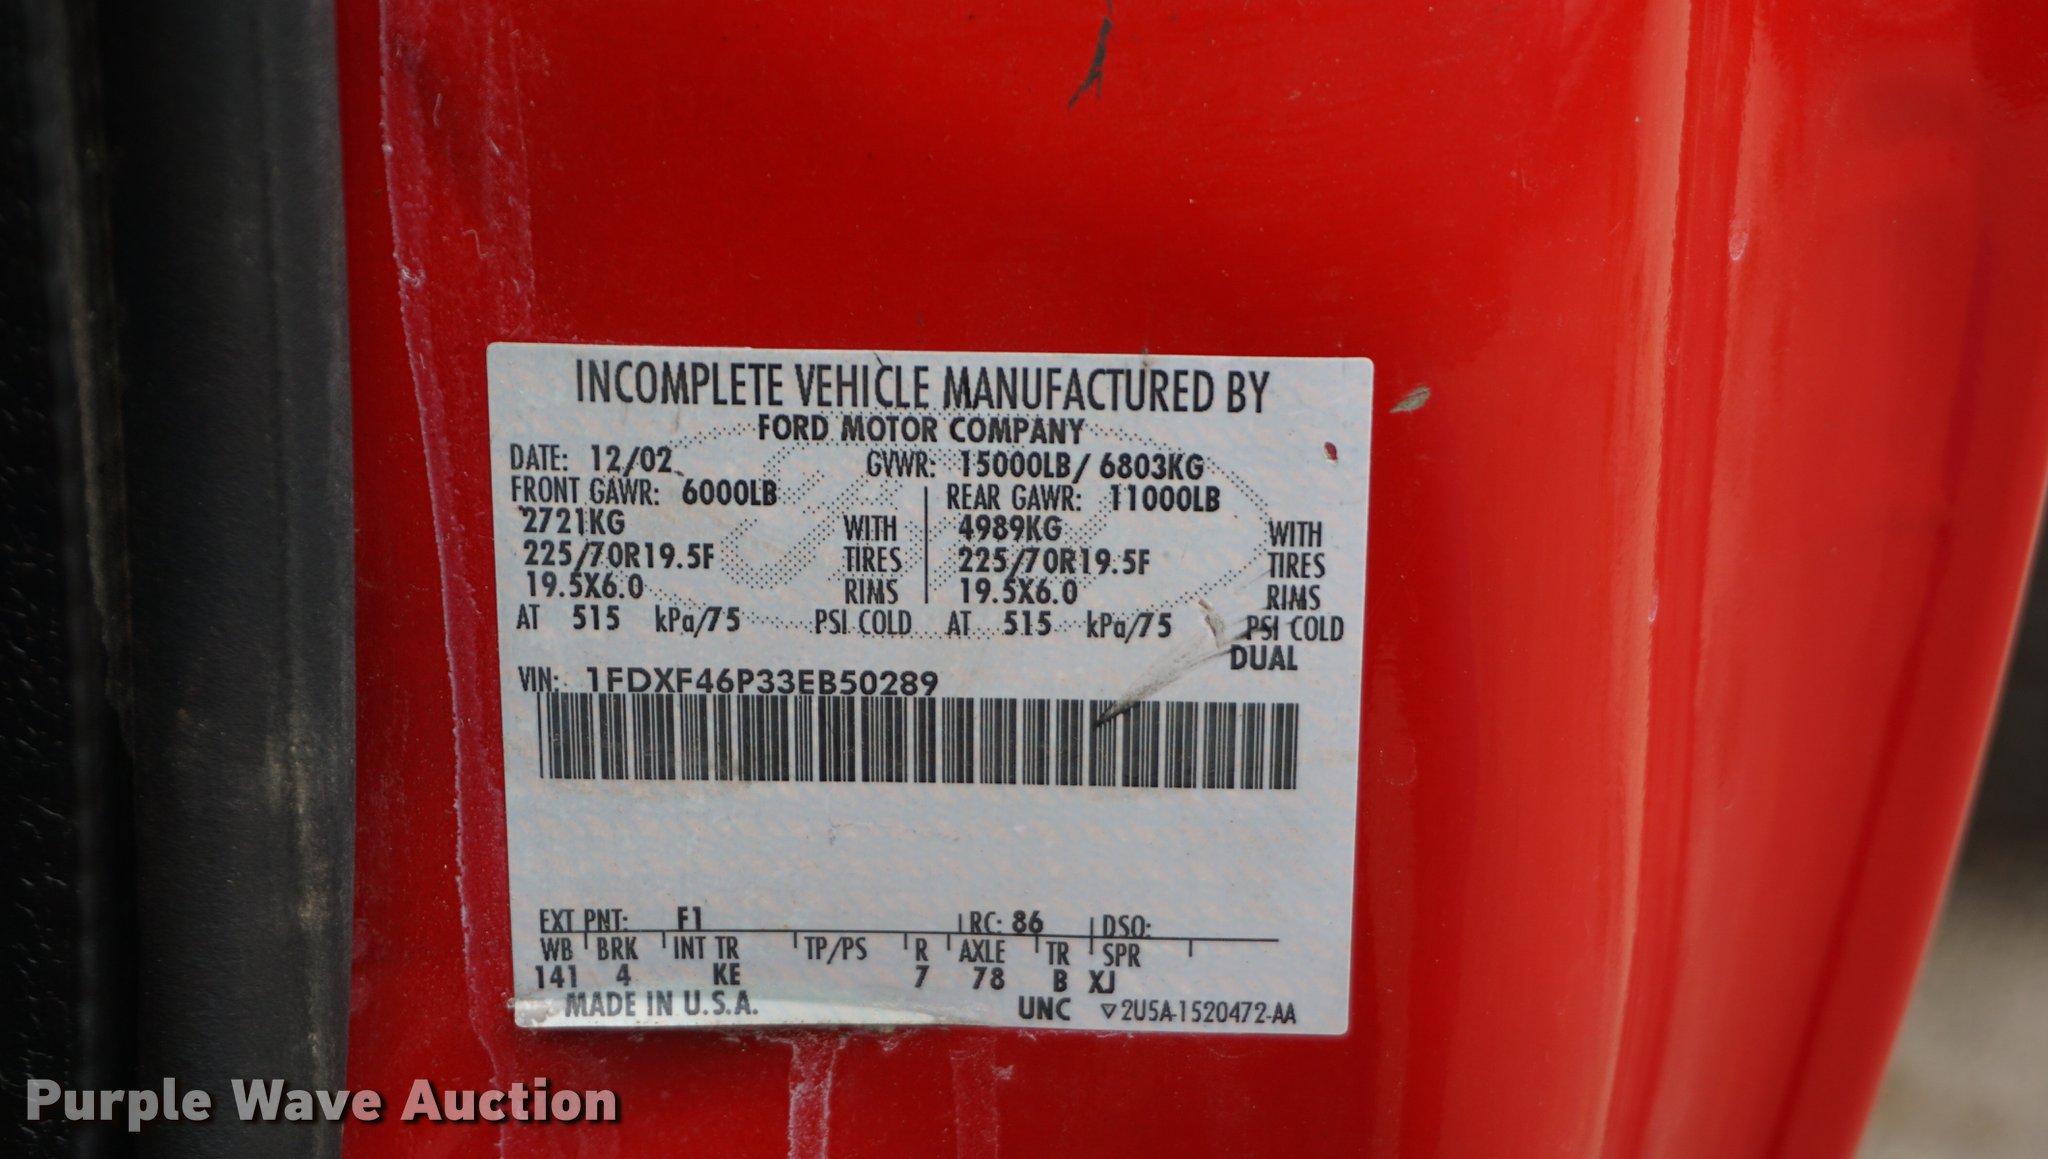 INCOMPLETE VEHICLE MANUFACTURED BY
FORD MOTOR COMPANY
DATE: 12/02 GVWR: 15000LB/ 6803KG
FRONT GAWR: 6000LB REAR GAWR: 11000LB
2721KG WITH 4989KG WITH
225/70R19.5F TIRES 225/70R19.5F TIRES
19.5X6.0 RIMS 19.5X6.0 RIMS
AT 515 kPa/75 PSI COLD AT 515 kPa/75 PSI COLD
DUAL
VIN: 1FDXF46P33EB50289
EXT PNT: F1 RC: 86 DSO:
WB BRK INT TR TP/PS R AXLE TR SPR
141 4 KE 7 78 B XJ
MADE IN U.S.A. UNC ▽2U5A-1520472-AA
Purple Wave Auction